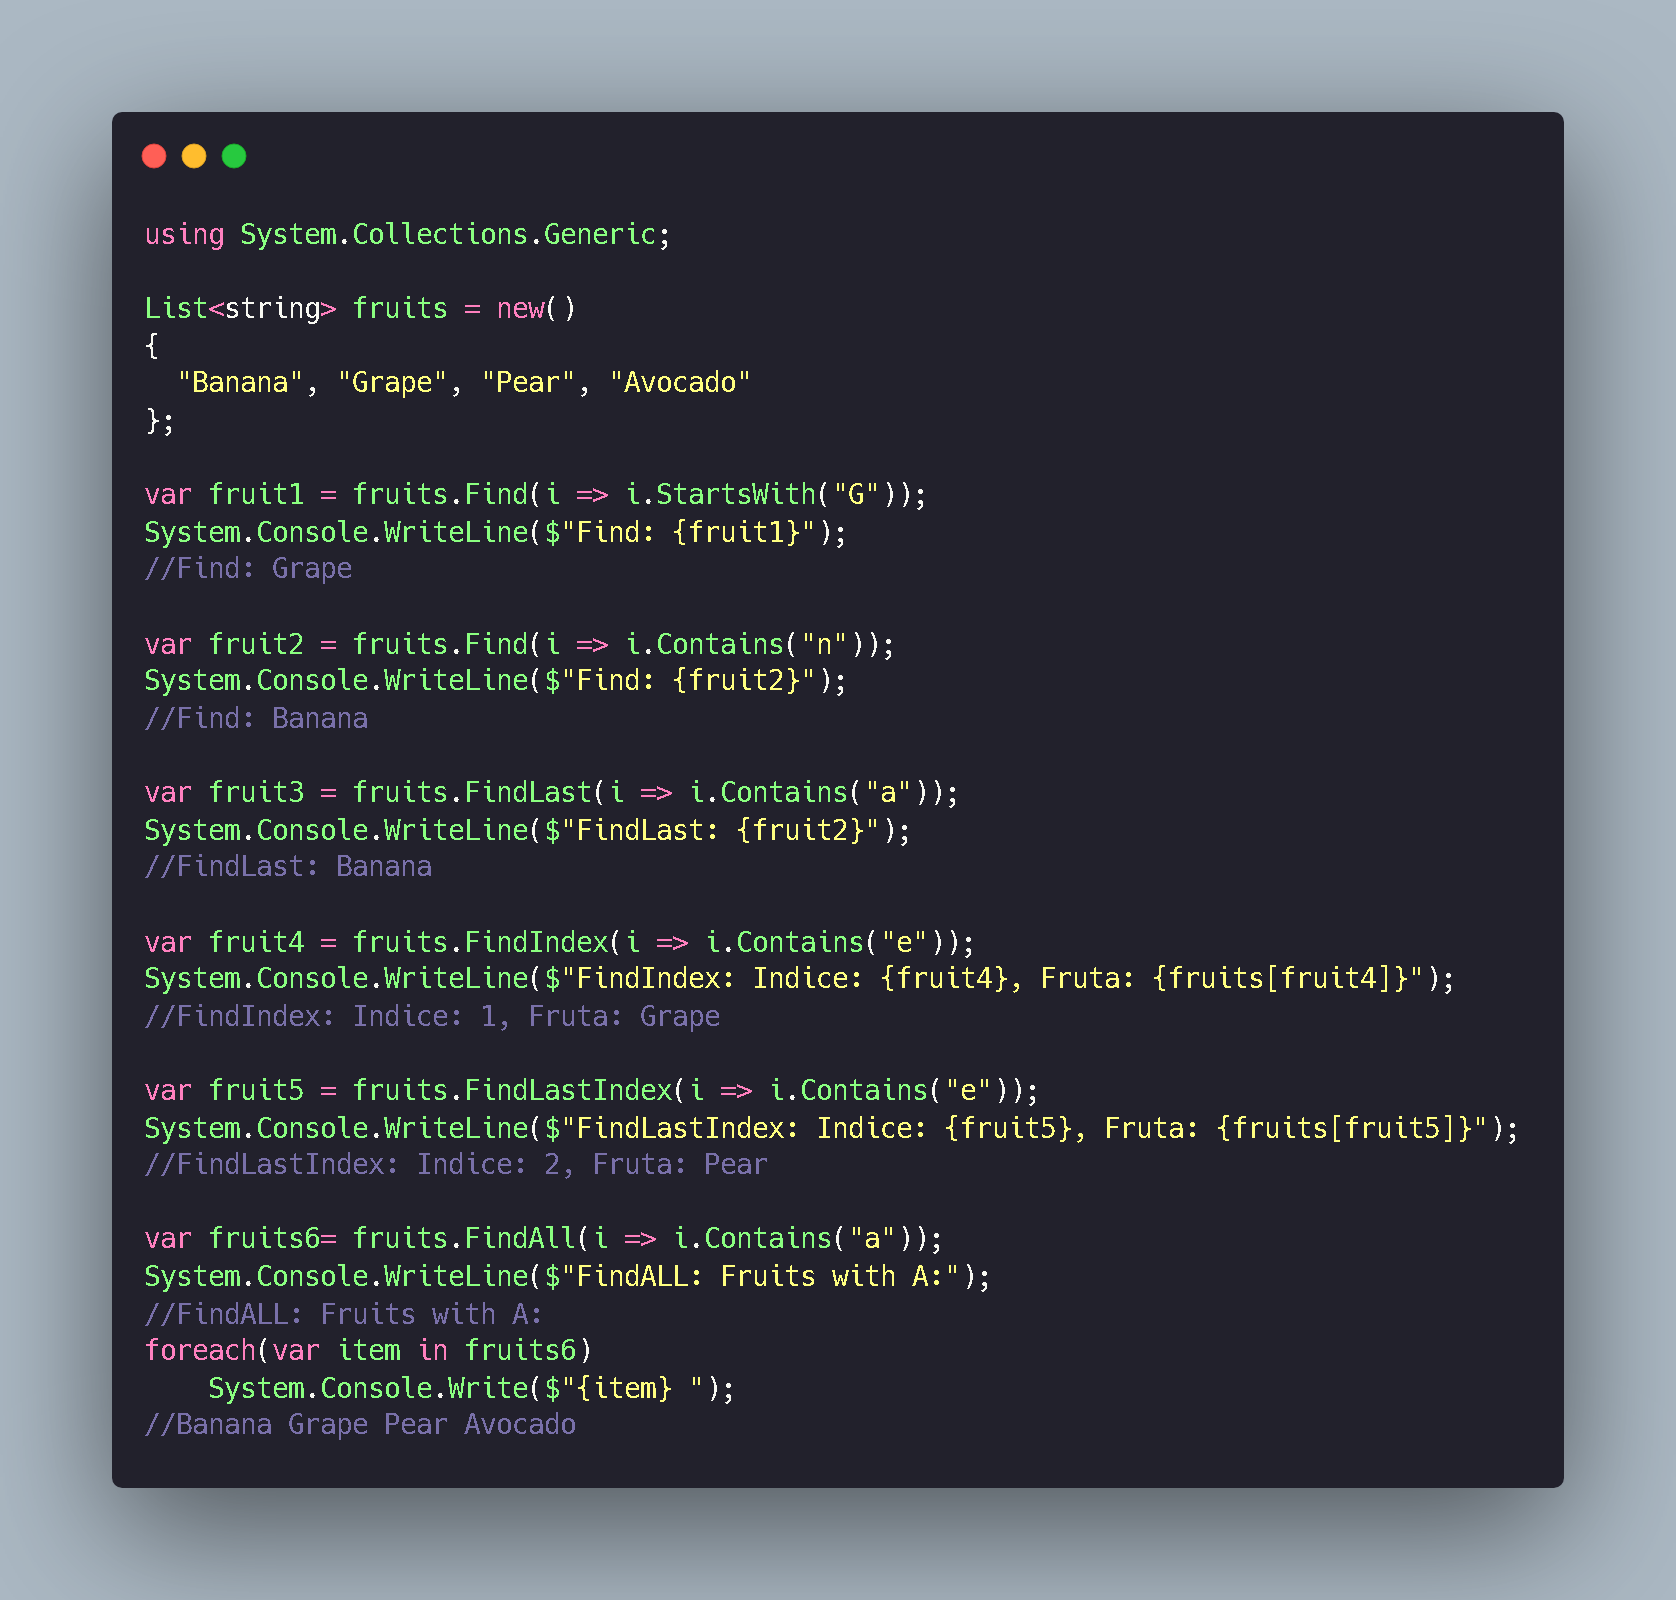 using System.Collections.Generic;
List<string> fruits = new()
{
  "Banana", "Grape", "Pear", "Avocado"
};
var fruit1 = fruits.Find(i => i.StartsWith("G"));
System.Console.WriteLine($"Find: {fruit1}");
//Find: Grape
var fruit2 = fruits.Find(i => i.Contains("n"));
System.Console.WriteLine($"Find: {fruit2}");
//Find: Banana
var fruit3 = fruits.FindLast(i => i.Contains("a"));
System.Console.WriteLine($"FindLast: {fruit2}");
//FindLast: Banana
var fruit4 = fruits.FindIndex(i => i.Contains("e"));
System.Console.WriteLine($"FindIndex: Indice: {fruit4}, Fruta: {fruits[fruit4]}");
//FindIndex: Indice: 1, Fruta: Grape
var fruit5 = fruits.FindLastIndex(i => i.Contains("e"));
System.Console.WriteLine($"FindLastIndex: Indice: {fruit5}, Fruta: {fruits[fruit5]}");
//FindLastIndex: Indice: 2, Fruta: Pear
var fruits6= fruits.FindAll(i => i.Contains("a"));
System.Console.WriteLine($"FindALL: Fruits with A:");
//FindALL: Fruits with A:
foreach(var item in fruits6)
    System.Console.Write($"{item} ");
//Banana Grape Pear Avocado